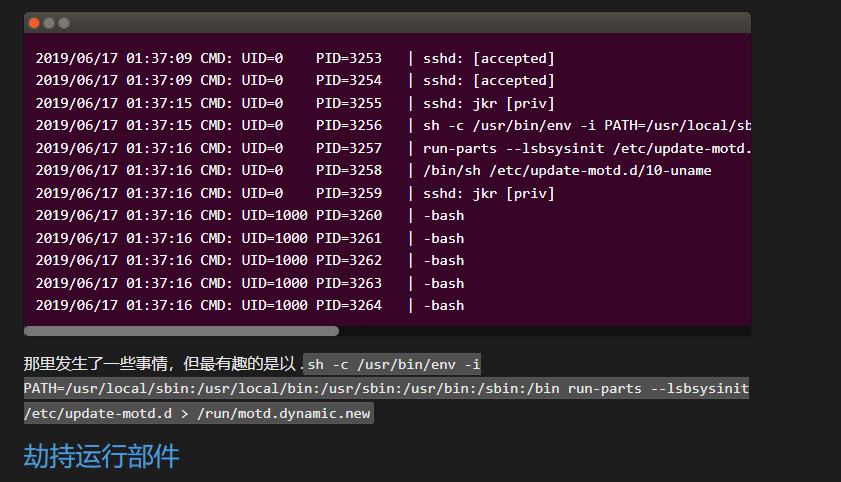 2019/06/17 01:37:09 CMD: UID=0    PID=3253   | sshd: [accepted]
2019/06/17 01:37:09 CMD: UID=0    PID=3254   | sshd: [accepted]
2019/06/17 01:37:15 CMD: UID=0    PID=3255   | sshd: jkr [priv]
2019/06/17 01:37:15 CMD: UID=0    PID=3256   | sh -c /usr/bin/env -i PATH=/usr/local/sb
2019/06/17 01:37:16 CMD: UID=0    PID=3257   | run-parts --lsbsysinit /etc/update-motd.
2019/06/17 01:37:16 CMD: UID=0    PID=3258   | /bin/sh /etc/update-motd.d/10-uname
2019/06/17 01:37:16 CMD: UID=0    PID=3259   | sshd: jkr [priv]
2019/06/17 01:37:16 CMD: UID=1000 PID=3260   | -bash
2019/06/17 01:37:16 CMD: UID=1000 PID=3261   | -bash
2019/06/17 01:37:16 CMD: UID=1000 PID=3262   | -bash
2019/06/17 01:37:16 CMD: UID=1000 PID=3263   | -bash
2019/06/17 01:37:16 CMD: UID=1000 PID=3264   | -bash
那里发生了一些事情，但最有趣的是以 . sh -c /usr/bin/env -i
PATH=/usr/local/sbin:/usr/local/bin:/usr/sbin:/usr/bin:/sbin:/bin run-parts --lsbsysinit
/etc/update-motd.d > /run/motd.dynamic.new
劫持运行部件